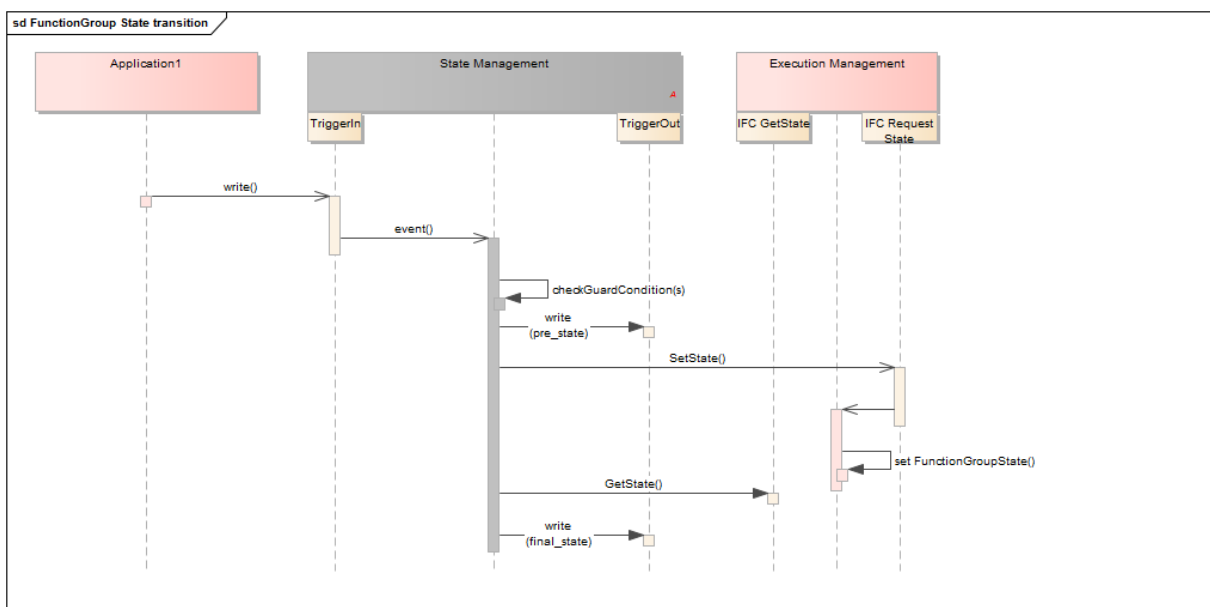 sd FunctionGroup State transition
Application1
State Management
Execution Management
A
TriggerIn
TriggerOut
IFC GetState
IFC Request
State
write()
event()
checkGuardCondition(s)
write
(pre_state)
SetState()
set FunctionGroupState()
GetState()
write
(final_state)